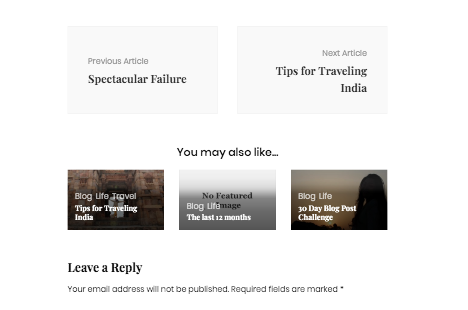 Previous Article
Spectacular Failure
Next Article
Tips for Traveling
India
You may also like...
Blog Life Travel
Tips for Traveling
India
No Featured
Image
Blog Life
The last 12 months
Blog Life
30 Day Blog Post
Challenge
Leave a Reply
Your email address will not be published. Required fields are marked *